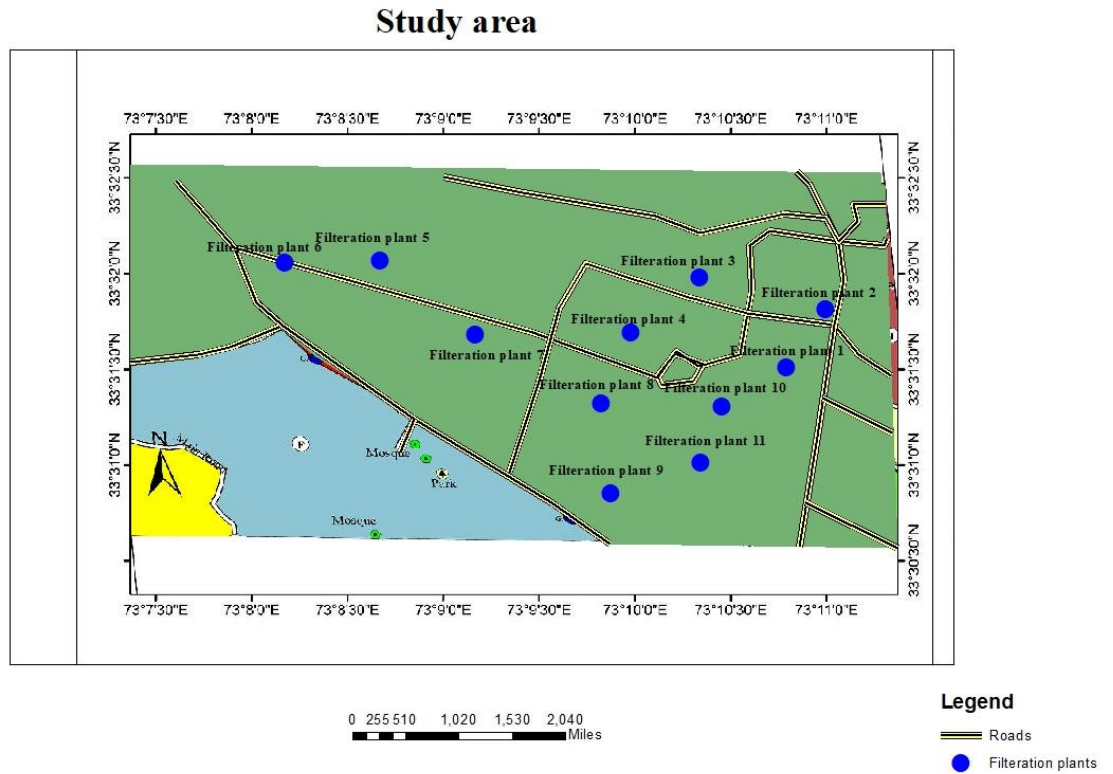 Study area
73°7'30"E 73°8'0"E 73°8'30"E 73°9'0"E 73°9'30"E 73°10'0"E 73°10'30"E 73°11'0"E
33°32'30"N 33°32'30"N
Filteration plant 5
Filteration plant 6
Filteration plant 3
33°32'0"N 33°32'0"N
Filteration plant 2
Filteration plant 4
Filteration plant 7
Filteration plant 1
33°31'30"N 33°31'30"N
Filteration plant 8
Filteration plant 10
Filteration plant 11
N
P
Mosque
33°31'0"N 33°31'0"N
Filteration plant 9
Park
Mosque
33°30'30"N 33°30'30"N
73°7'30"E 73°8'0"E 73°8'30"E 73°9'0"E 73°9'30"E 73°10'0"E 73°10'30"E 73°11'0"E
0 255 510 1,020 1,530 2,040
Miles
Legend
Roads
Filteration plants